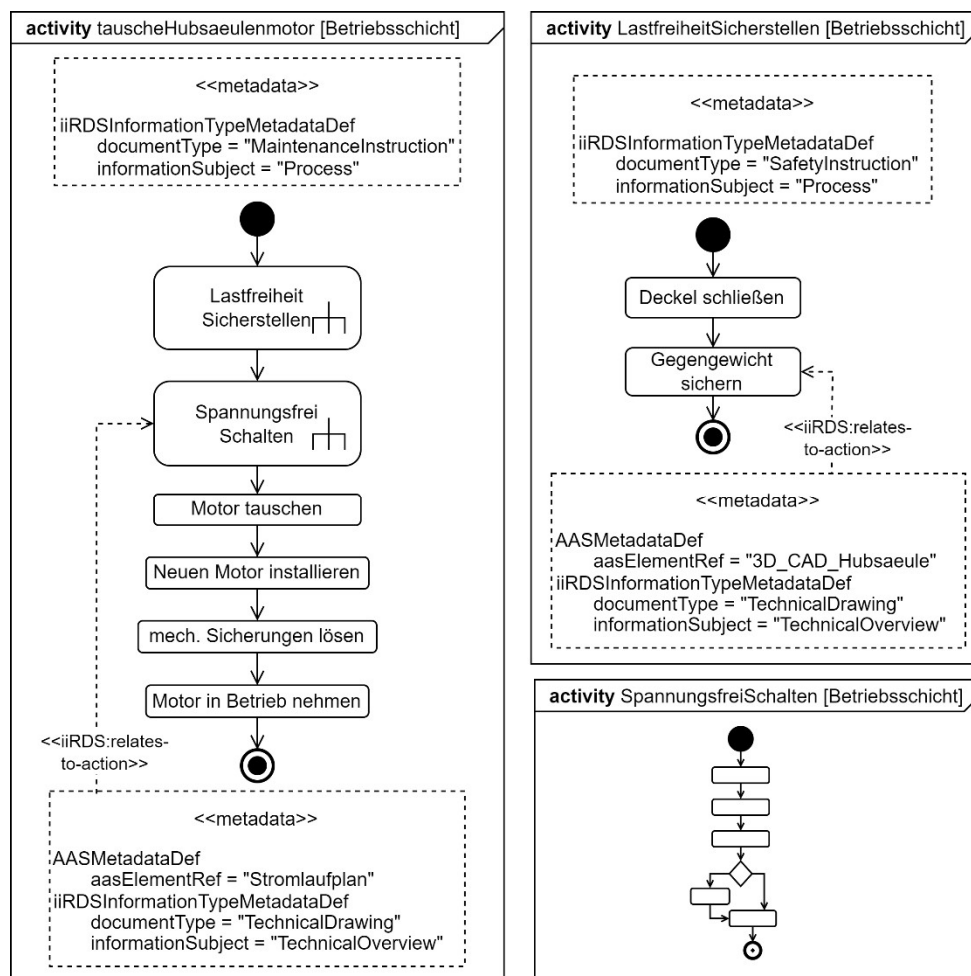 activity tauscheHubsaeulenmotor [Betriebsschicht]
<<metadata>>
iiRDSInformationTypeMetadataDef
documentType = "MaintenanceInstruction"
informationSubject = "Process"
Lastfreiheit
Sicherstellen
Spannungsfrei
Schalten
Motor tauschen
Neuen Motor installieren
mech. Sicherungen lösen
Motor in Betrieb nehmen
<<iiRDS:relates-
to-action>>
<<metadata>>
AASMetadataDef
aasElementRef = "Stromlaufplan"
iiRDSInformationTypeMetadataDef
documentType = "TechnicalDrawing"
informationSubject = "TechnicalOverview"
activity LastfreiheitSicherstellen [Betriebsschicht]
<<metadata>>
iiRDSInformationTypeMetadataDef
documentType = "SafetyInstruction"
informationSubject = "Process"
Deckel schließen
Gegengewicht
sichern
<<iiRDS:relates-
to-action>>
<<metadata>>
AASMetadataDef
aasElementRef = "3D_CAD_Hubsaeule"
iiRDSInformationTypeMetadataDef
documentType = "TechnicalDrawing"
informationSubject = "TechnicalOverview"
activity SpannungsfreiSchalten [Betriebsschicht]